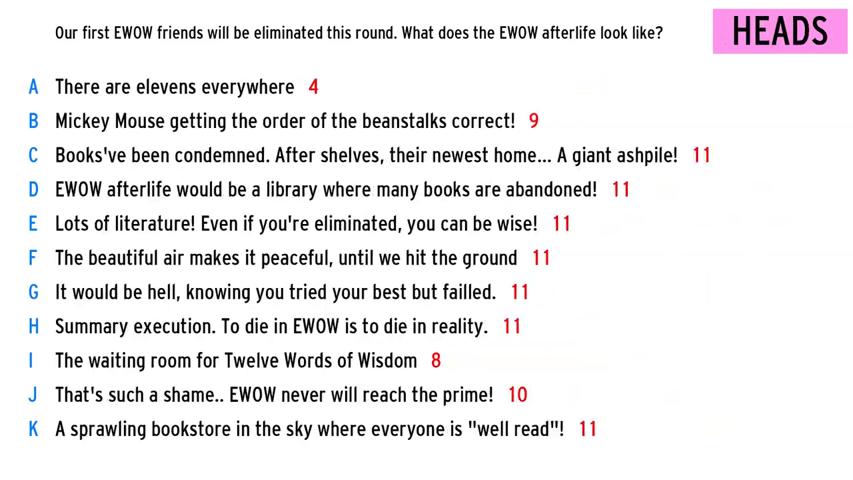 Our first EWOW friends will be eliminated this round. What does the EWOW afterlife look like?
HEADS
A There are elevens everywhere 4
B Mickey Mouse getting the order of the beanstalks correct! 9
C Books've been condemned. After shelves, their newest home... A giant ashpile! 11
D EWOW afterlife would be a library where many books are abandoned! 11
E Lots of literature! Even if you're eliminated, you can be wise! 11
F The beautiful air makes it peaceful, until we hit the ground 11
G It would be hell, knowing you tried your best but failled. 11
H Summary execution. To die in EWOW is to die in reality. 11
I The waiting room for Twelve Words of Wisdom 8
J That's such a shame.. EWOW never will reach the prime! 10
K A sprawling bookstore in the sky where everyone is "well read"! 11